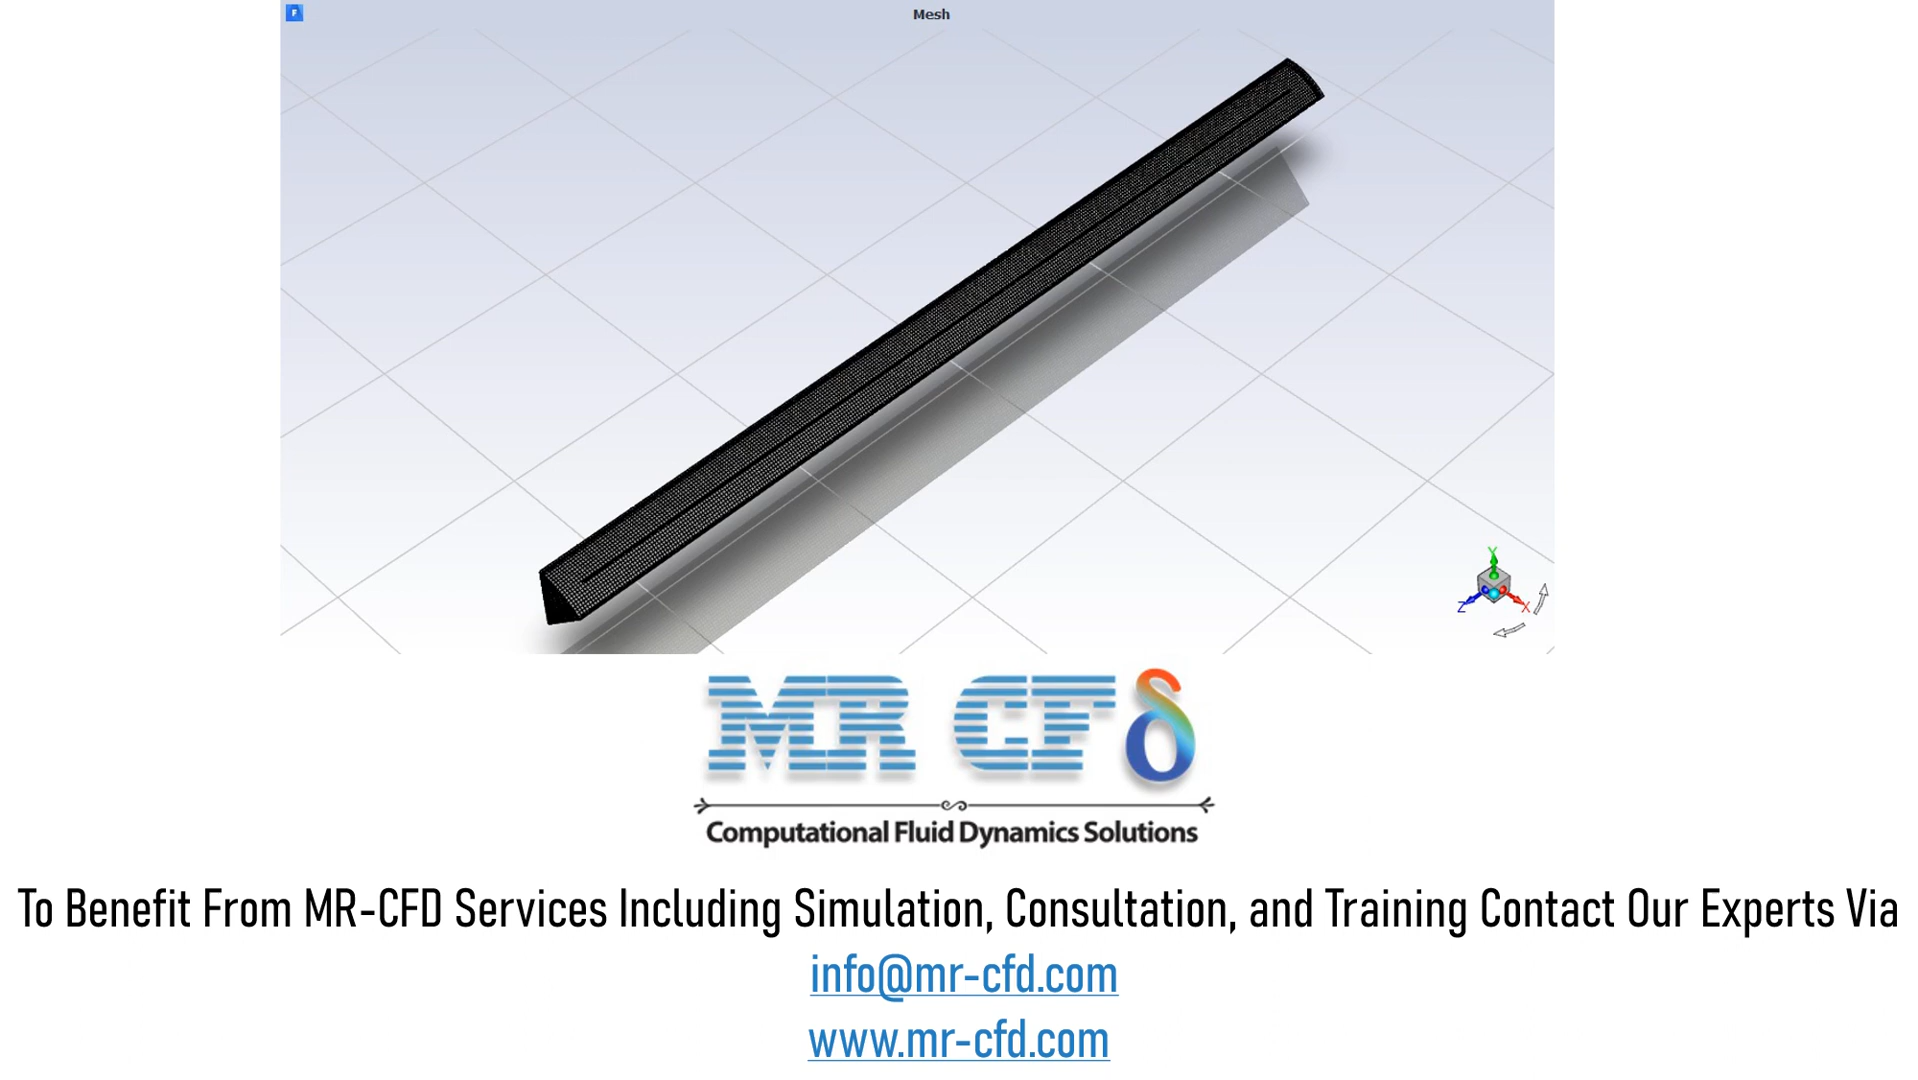 Mesh
Y
Z
X
MR CFδ
Computational Fluid Dynamics Solutions
To Benefit From MR-CFD Services Including Simulation, Consultation, and Training Contact Our Experts Via
info@mr-cfd.com
www.mr-cfd.com